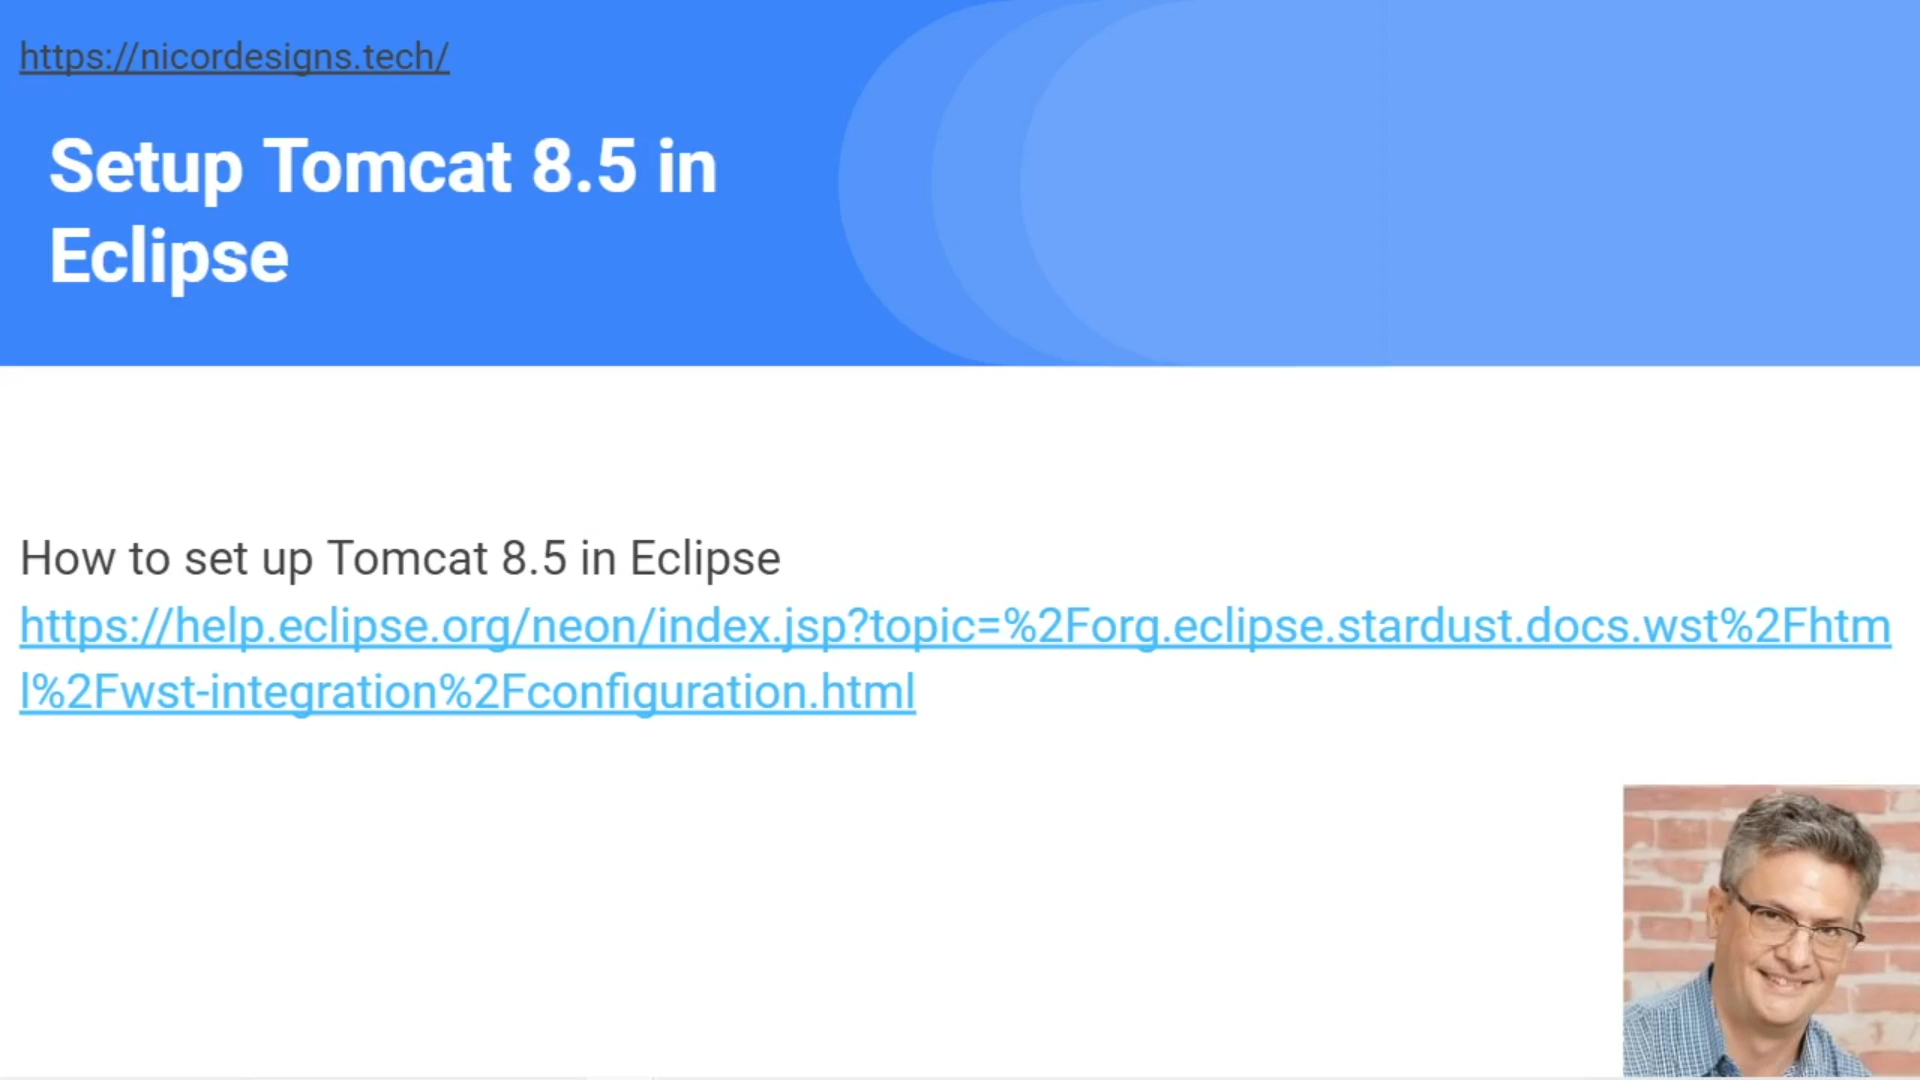 https://nicordesigns.tech/
Setup Tomcat 8.5 in
Eclipse
How to set up Tomcat 8.5 in Eclipse
https://help.eclipse.org/neon/index.jsp?topic=%2Forg.eclipse.stardust.docs.wst%2Fhtm
l%2Fwst-integration%2Fconfiguration.html